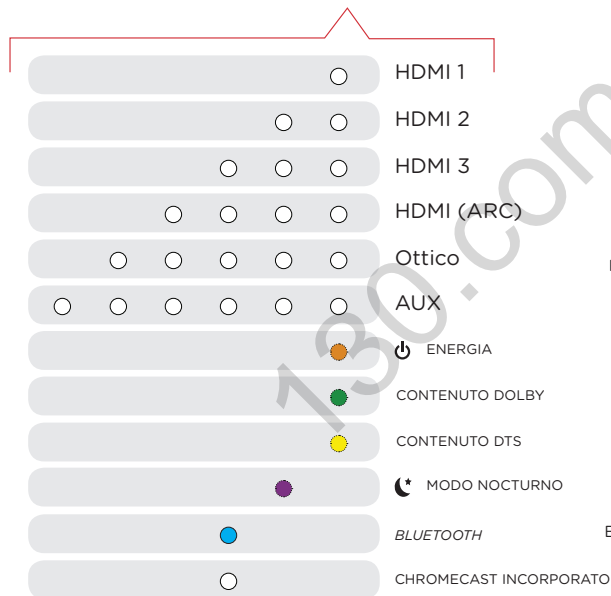 HDMI 1
HDMI 2
HDMI 3
HDMI (ARC)
Ottico
AUX
ENERGIA
CONTENUTO DOLBY
CONTENUTO DTS
MODO NOCTURNO
BLUETOOTH
CHROMECAST INCORPORATO
130.com